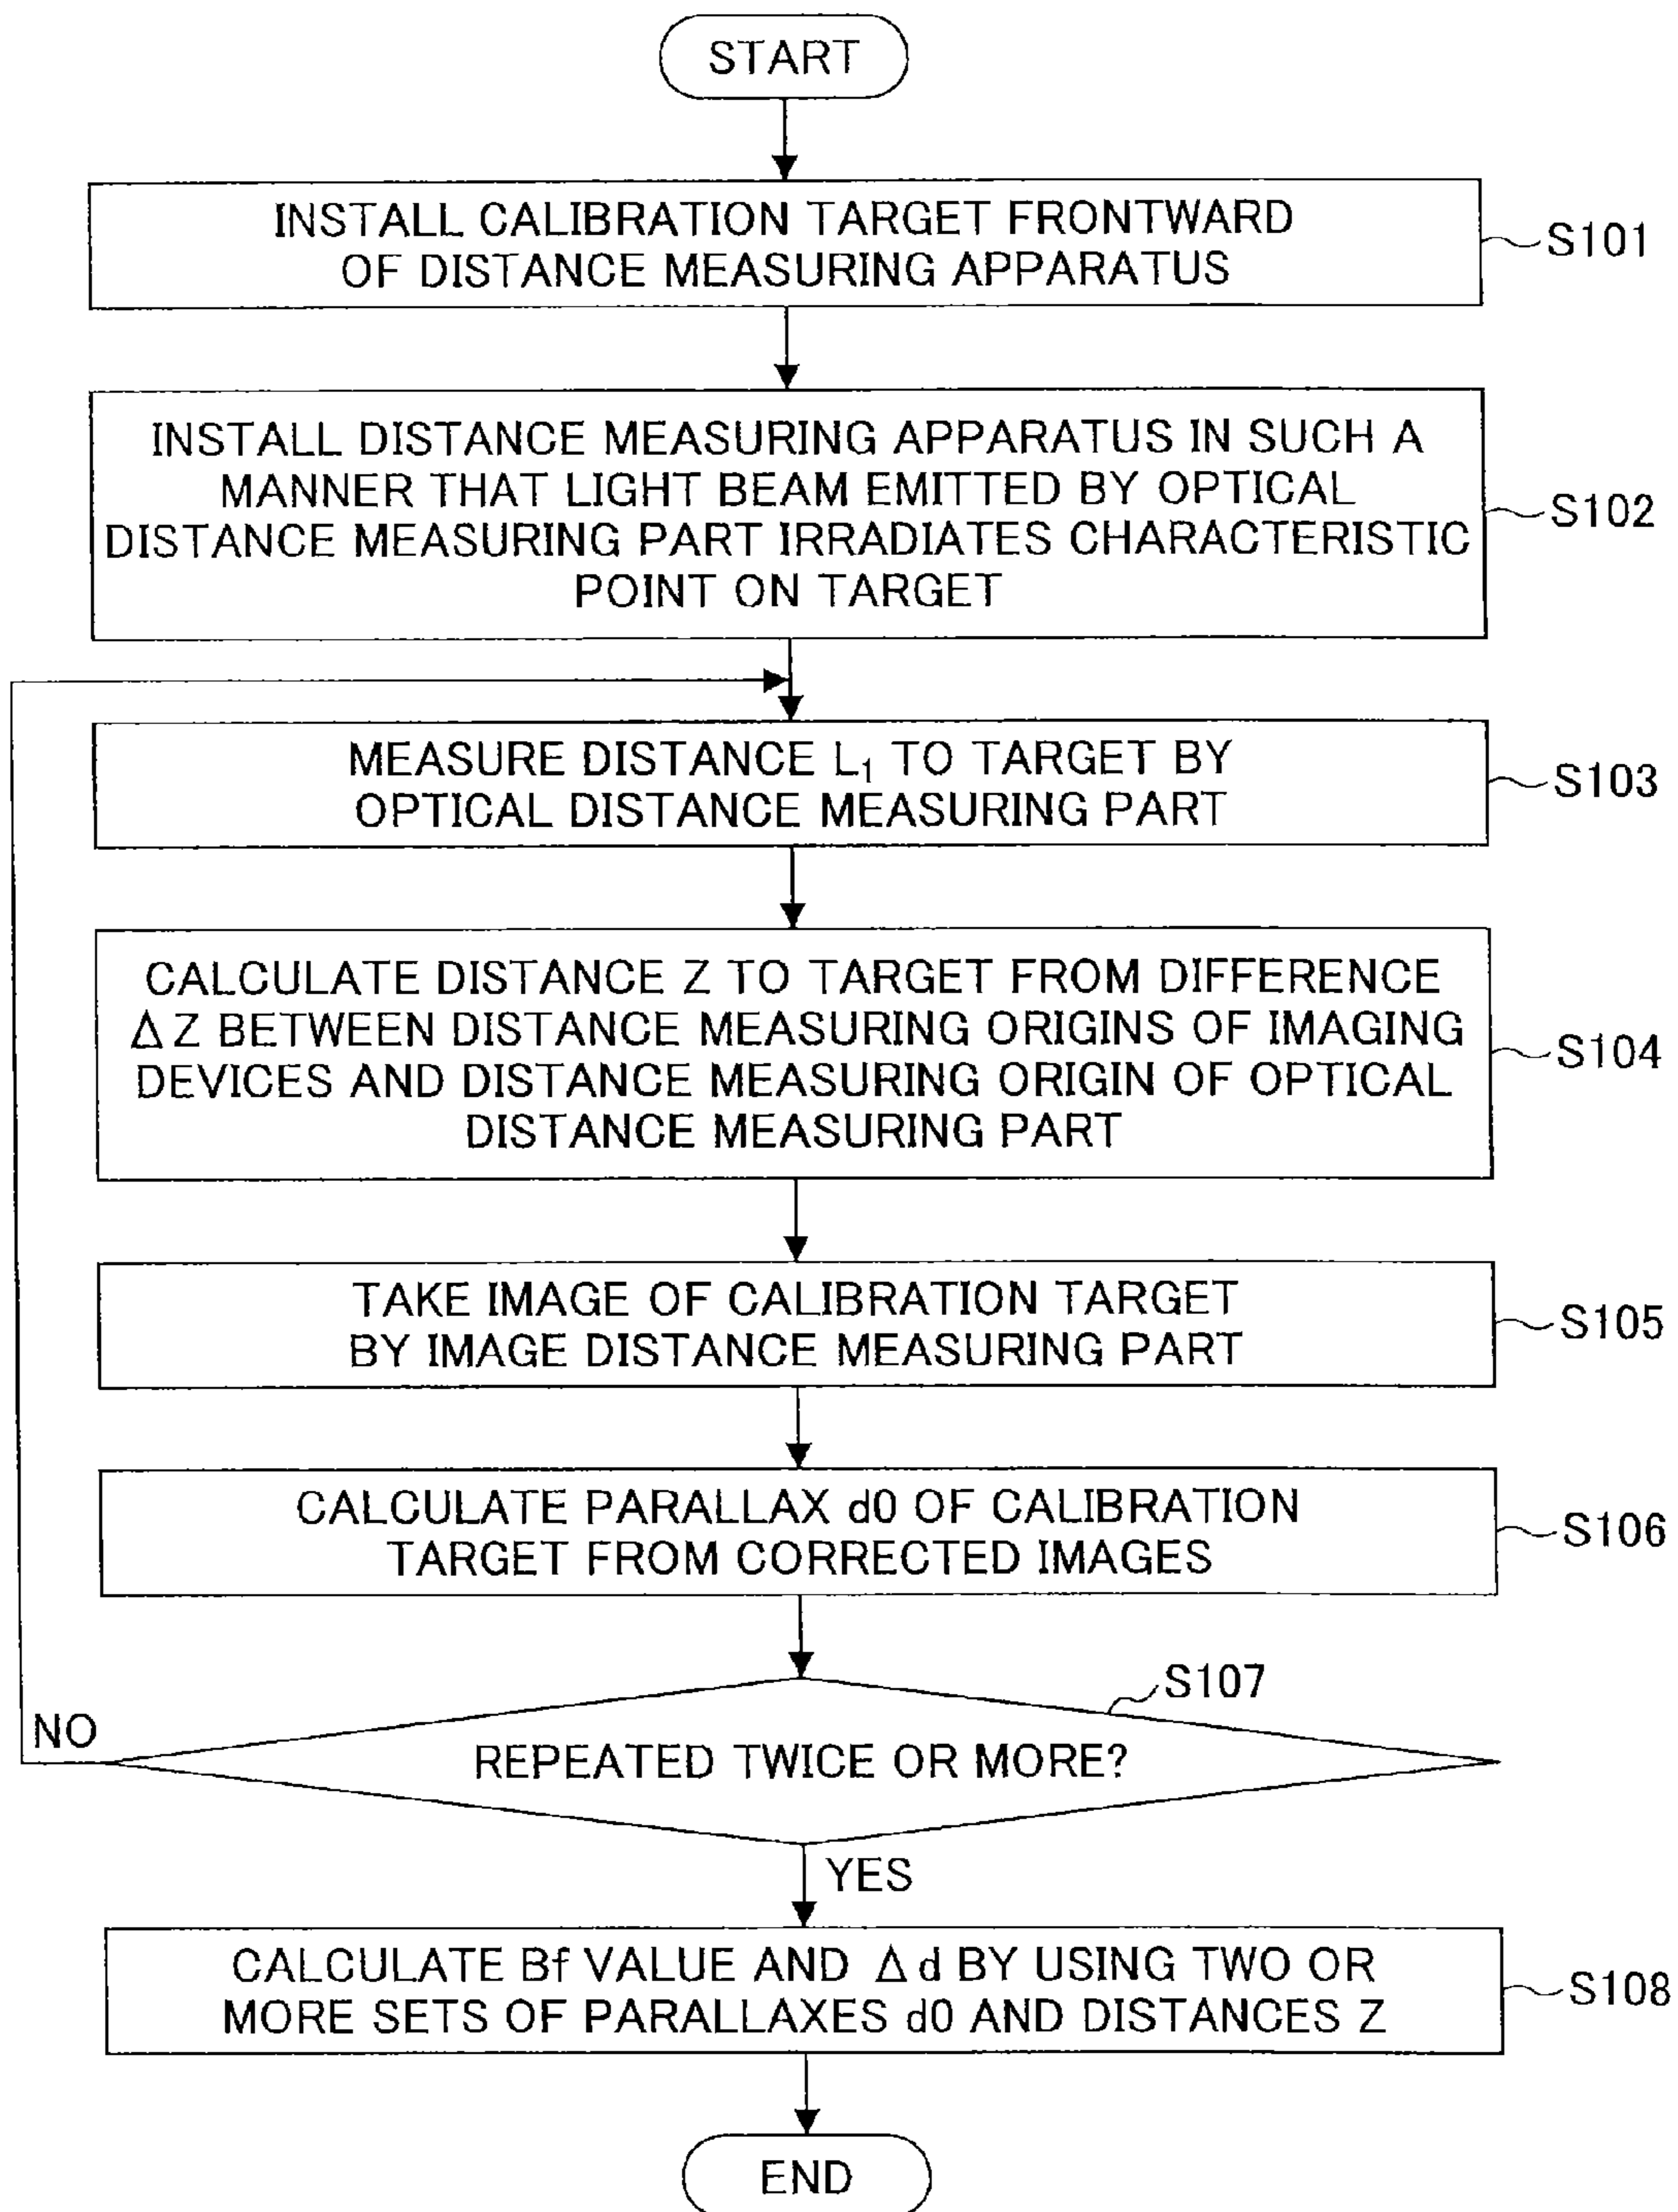 START
INSTALL CALIBRATION TARGET FRONTWARD
OF DISTANCE MEASURING APPARATUS
S101
INSTALL DISTANCE MEASURING APPARATUS IN SUCH A
MANNER THAT LIGHT BEAM EMITTED BY OPTICAL
DISTANCE MEASURING PART IRRADIATES CHARACTERISTIC
POINT ON TARGET
S102
MEASURE DISTANCE L₁ TO TARGET BY
OPTICAL DISTANCE MEASURING PART
S103
CALCULATE DISTANCE Z TO TARGET FROM DIFFERENCE
ΔZ BETWEEN DISTANCE MEASURING ORIGINS OF IMAGING
DEVICES AND DISTANCE MEASURING ORIGIN OF OPTICAL
DISTANCE MEASURING PART
S104
TAKE IMAGE OF CALIBRATION TARGET
BY IMAGE DISTANCE MEASURING PART
S105
CALCULATE PARALLAX d0 OF CALIBRATION
TARGET FROM CORRECTED IMAGES
S106
S107
NO
REPEATED TWICE OR MORE?
YES
CALCULATE Bf VALUE AND Δd BY USING TWO OR
MORE SETS OF PARALLAXES d0 AND DISTANCES Z
S108
END